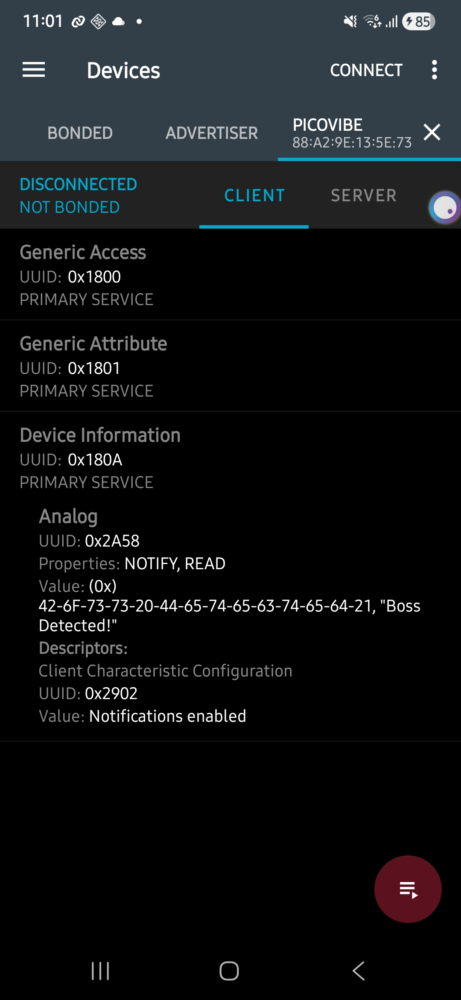 11:01
6
85
Devices
CONNECT
BONDED
ADVERTISER
PICOVIBE
88:A2:9E:13:5E:73
DISCONNECTED
NOT BONDED
CLIENT
SERVER
Generic Access
UUID: 0x1800
PRIMARY SERVICE
Generic Attribute
UUID: 0x1801
PRIMARY SERVICE
Device Information
UUID: 0x180A
PRIMARY SERVICE
Analog
UUID: 0x2A58
Properties: NOTIFY, READ
Value: (0x)
42-6F-73-73-20-44-65-74-65-63-74-65-64-21, "Boss
Detected!"
Descriptors:
Client Characteristic Configuration
UUID: 0x2902
Value: Notifications enabled